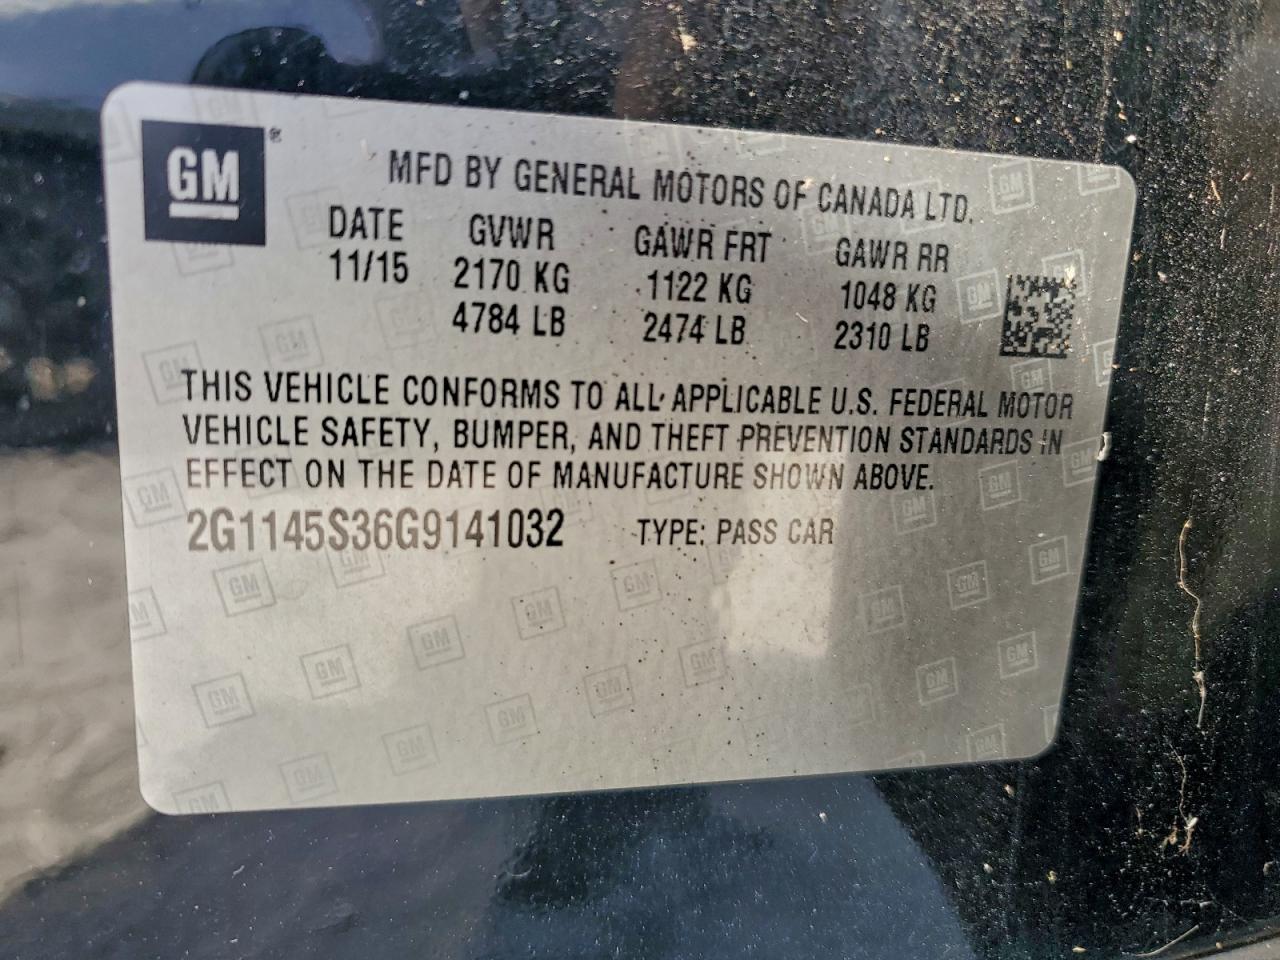 GM®
MFD BY GENERAL MOTORS OF CANADA LTD.
DATE GVWR GAWR FRT GAWR RR
11/15 2170 KG 1122 KG 1048 KG
4784 LB 2474 LB 2310 LB
THIS VEHICLE CONFORMS TO ALL APPLICABLE U.S. FEDERAL MOTOR
VEHICLE SAFETY, BUMPER, AND THEFT PREVENTION STANDARDS IN
EFFECT ON THE DATE OF MANUFACTURE SHOWN ABOVE.
2G1145S36G9141032 TYPE: PASS CAR